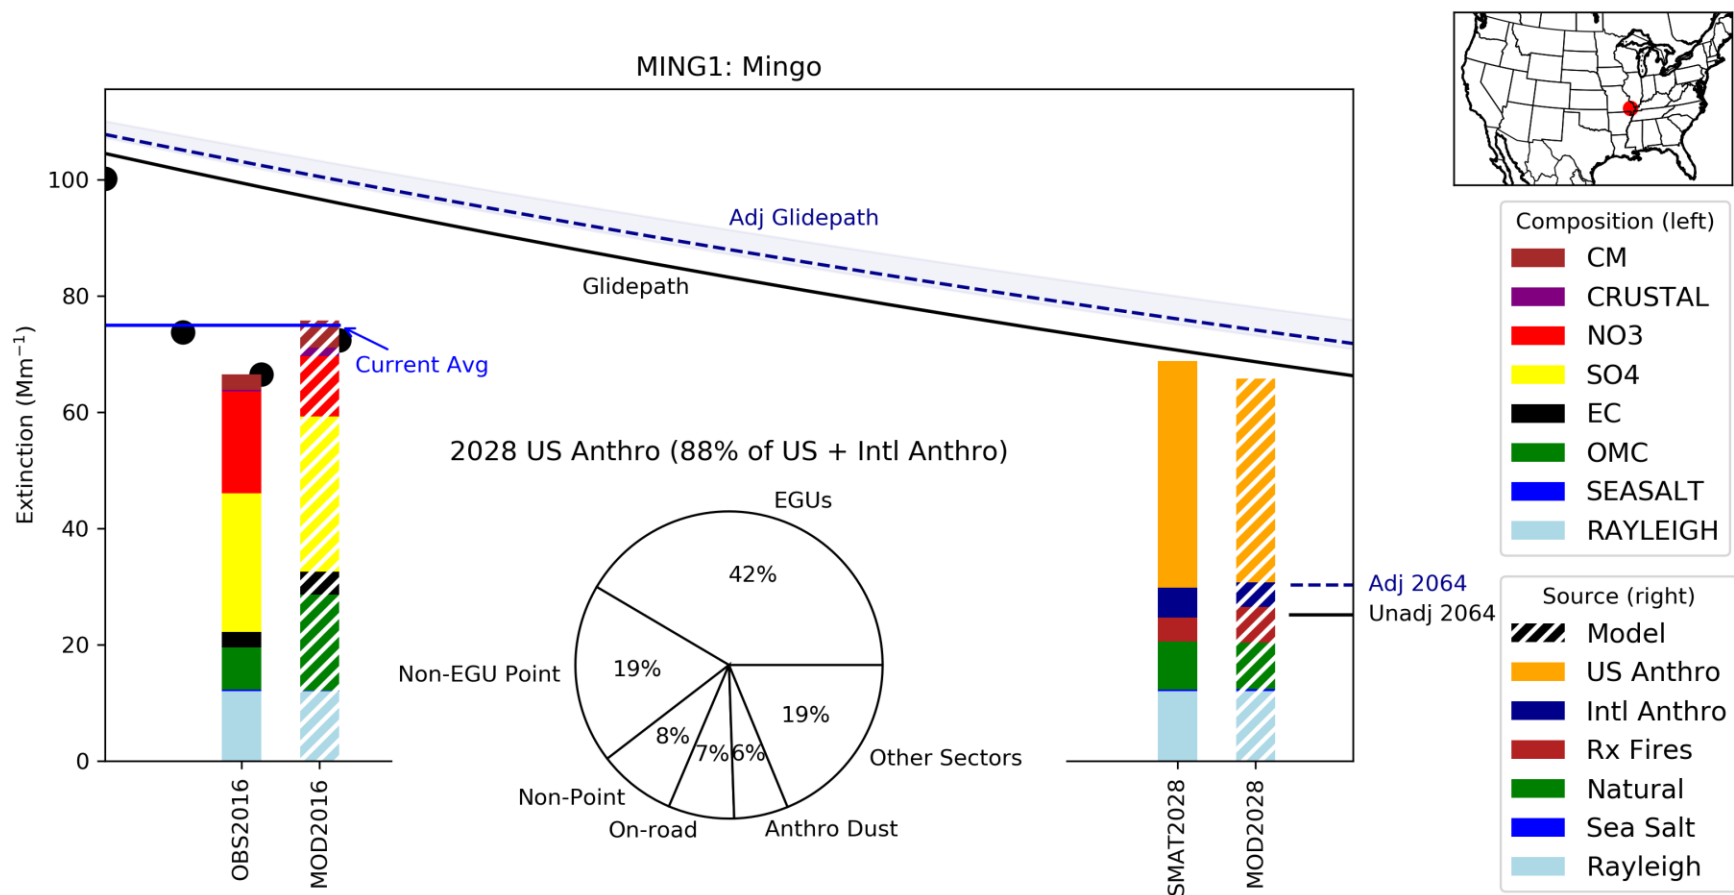 MING1: Mingo
Extinction (Mm⁻¹)
100
80
60
40
20
0
Adj Glidepath
Glidepath
Current Avg
2028 US Anthro (88% of US + Intl Anthro)
EGUs
42%
Non-EGU Point
19%
8%
7%
6%
19%
Other Sectors
Non-Point
On-road
Anthro Dust
OBS2016
MOD2016
SMAT2028
MOD2028
Adj 2064
Unadj 2064
Composition (left)
CM
CRUSTAL
NO3
SO4
EC
OMC
SEASALT
RAYLEIGH
Source (right)
Model
US Anthro
Intl Anthro
Rx Fires
Natural
Sea Salt
Rayleigh